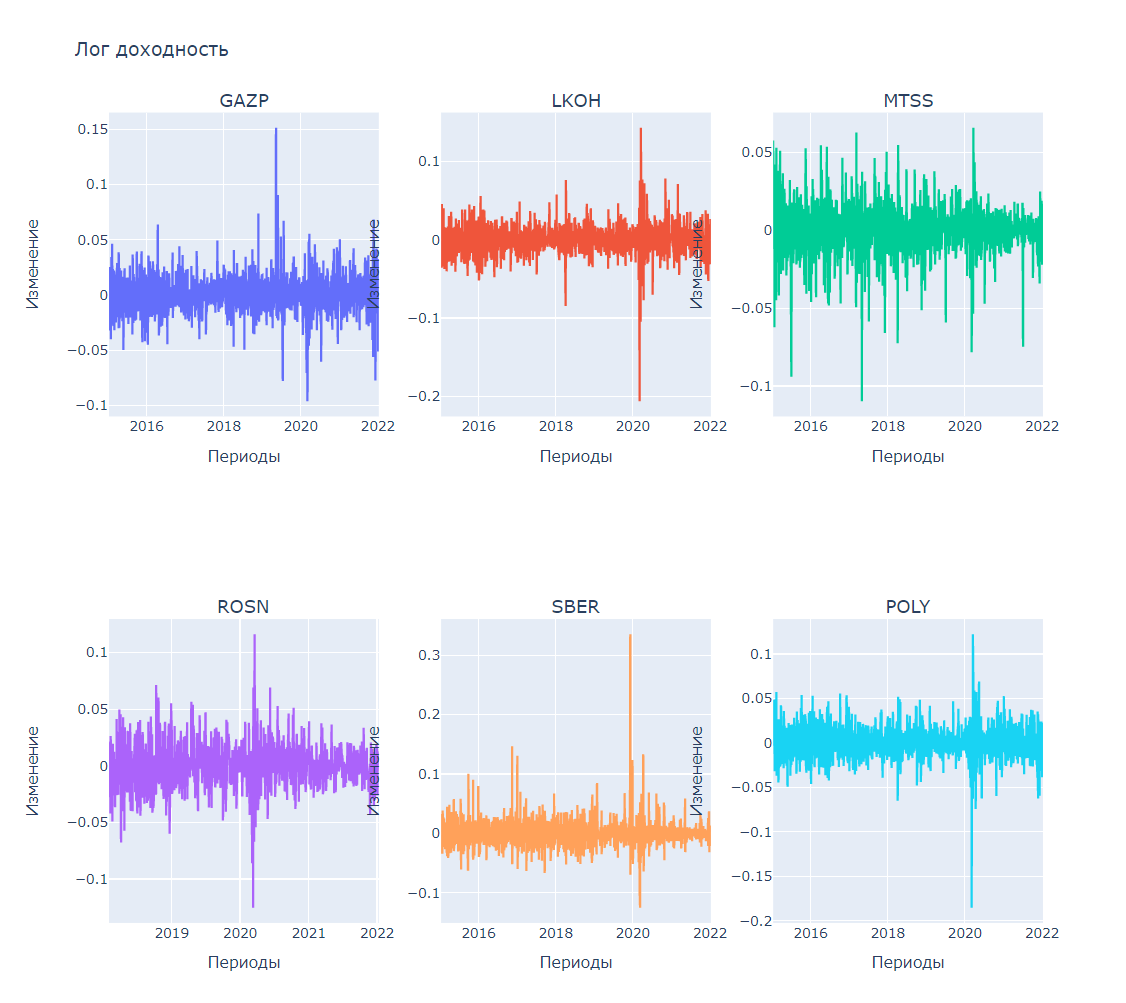 Лог доходность
GAZP
LKOH
MTSS
0.15
0.1
0.05
0
−0.05
−0.1
0.1
0
−0.1
−0.2
0.05
0
−0.05
−0.1
Изменение
Изменение
Изменение
2016 2018 2020 2022
2016 2018 2020 2022
2016 2018 2020 2022
Периоды
Периоды
Периоды
ROSN
SBER
POLY
0.1
0.05
0
−0.05
−0.1
0.3
0.2
0.1
0
−0.1
0.1
0.05
0
−0.05
−0.1
−0.15
−0.2
Изменение
Изменение
Изменение
2019 2020 2021 2022
2016 2018 2020 2022
2016 2018 2020 2022
Периоды
Периоды
Периоды